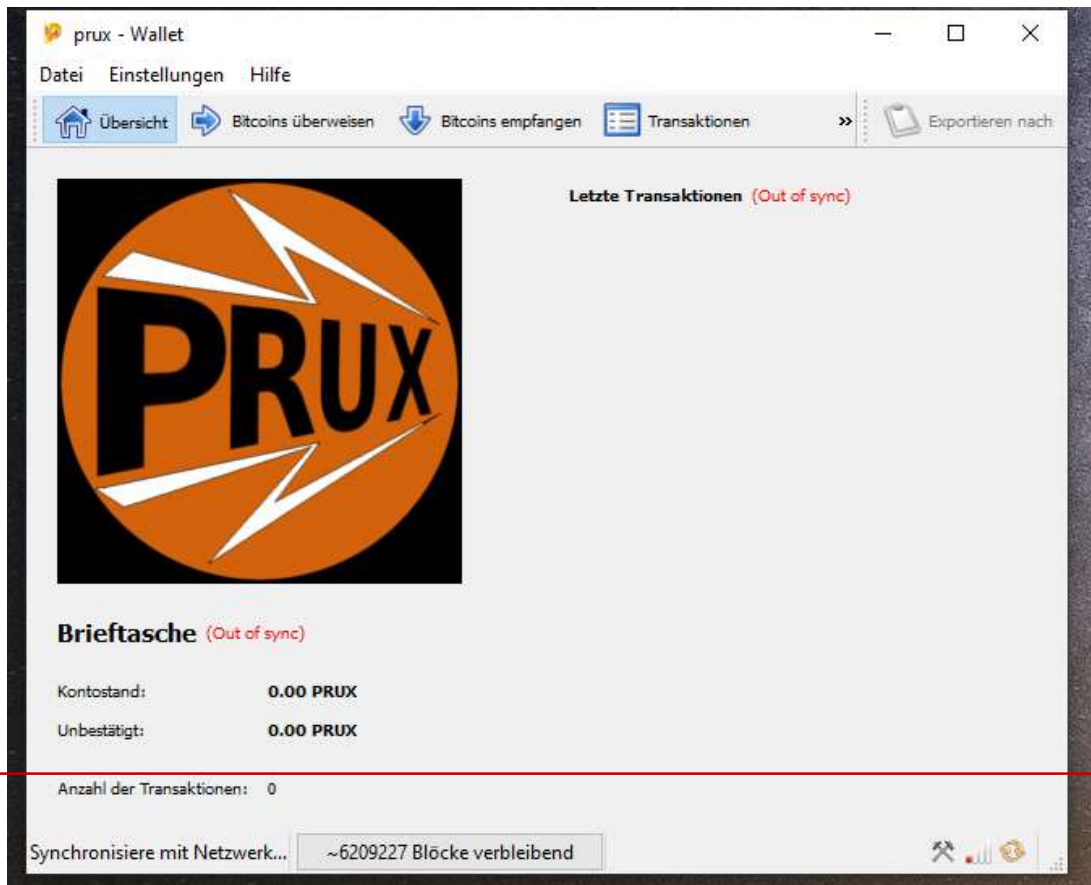 prux - Wallet
Datei Einstellungen Hilfe
Übersicht Bitcoins überweisen Bitcoins empfangen Transaktionen » Exportieren nach
PRUX
Letzte Transaktionen (Out of sync)
Brieftasche (Out of sync)
Kontostand: 0.00 PRUX
Unbestätigt: 0.00 PRUX
Anzahl der Transaktionen: 0
Synchronisiere mit Netzwerk... ~6209227 Blöcke verbleibend